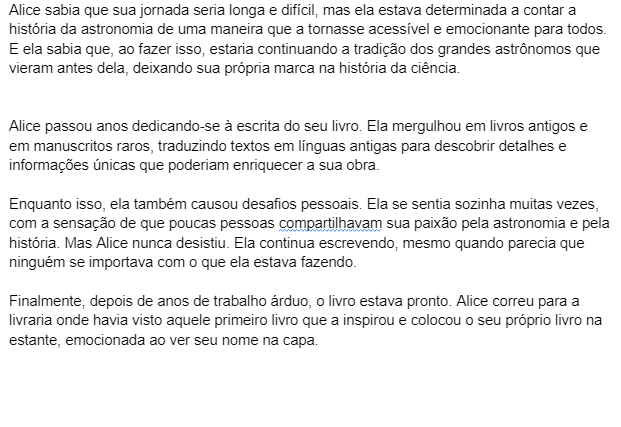 Alice sabia que sua jornada seria longa e difícil, mas ela estava determinada a contar a
história da astronomia de uma maneira que a tornasse acessível e emocionante para todos.
E ela sabia que, ao fazer isso, estaria continuando a tradição dos grandes astrônomos que
vieram antes dela, deixando sua própria marca na história da ciência.
Alice passou anos dedicando-se à escrita do seu livro. Ela mergulhou em livros antigos e
em manuscritos raros, traduzindo textos em línguas antigas para descobrir detalhes e
informações únicas que poderiam enriquecer a sua obra.
Enquanto isso, ela também causou desafios pessoais. Ela se sentia sozinha muitas vezes,
com a sensação de que poucas pessoas compartilhavam sua paixão pela astronomia e pela
história. Mas Alice nunca desistiu. Ela continua escrevendo, mesmo quando parecia que
ninguém se importava com o que ela estava fazendo.
Finalmente, depois de anos de trabalho árduo, o livro estava pronto. Alice correu para a
livraria onde havia visto aquele primeiro livro que a inspirou e colocou o seu próprio livro na
estante, emocionada ao ver seu nome na capa.